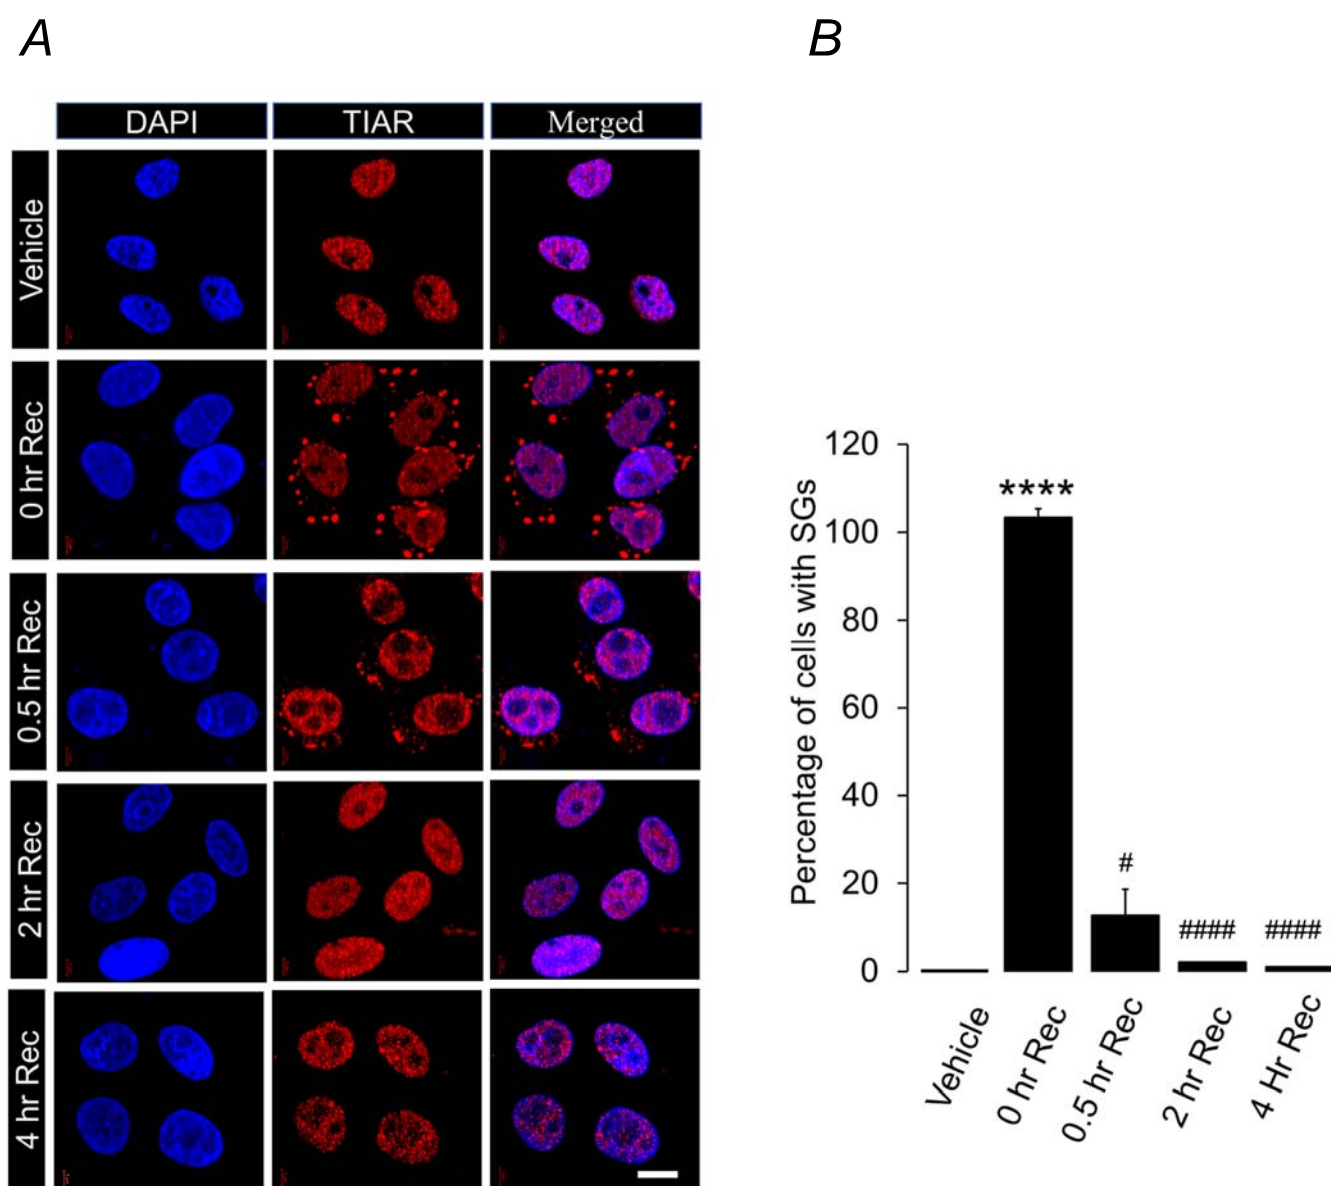 A
B
DAPI
TIAR
Merged
Vehicle
0 hr Rec
0.5 hr Rec
2 hr Rec
4 hr Rec
Percentage of cells with SGs
120
100
80
60
40
20
0
****
#
####
####
Vehicle
0 hr Rec
0.5 hr Rec
2 hr Rec
4 Hr Rec